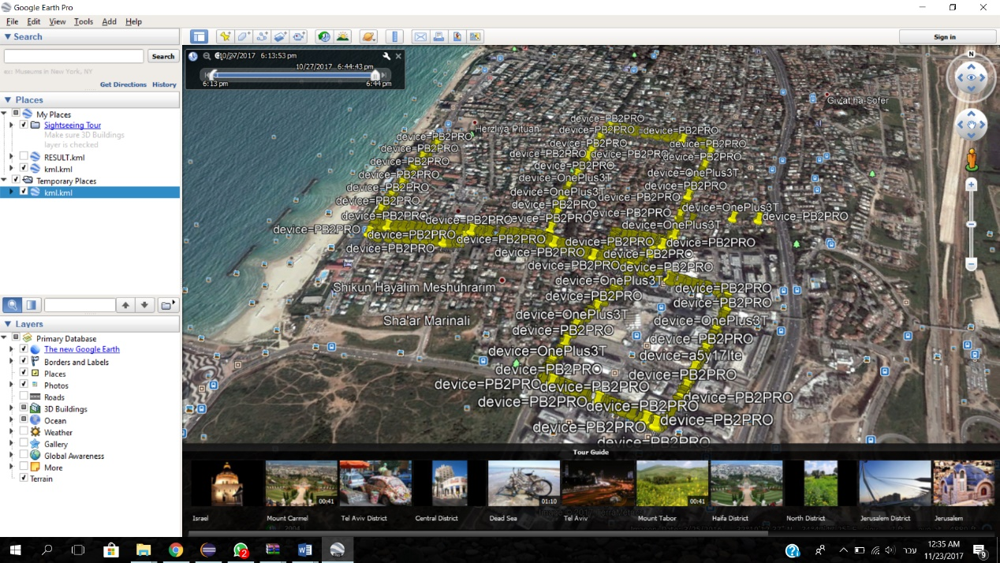 Google Earth Pro
File Edit View Tools Add Help
Search
Search
ex: Museums in New York, NY
Get Directions History
Places
My Places
Sightseeing Tour
Make sure 3D Buildings
layer is checked
RESULT.kml
kml.kml
Temporary Places
kml.kml
Layers
Primary Database
The new Google Earth
Borders and Labels
Places
Photos
Roads
3D Buildings
Ocean
Weather
Gallery
Global Awareness
More
Terrain
Sign in
10/27/2017 6:13:53 pm
10/27/2017 6:44:43 pm
6:13 pm 6:44 pm
N
Giv'at ha-Sofer
device=PB2PRO
Herzliya Pituah device=PB2PRO device=PB2PRO
device=PB2PRO
device=PB2PRO device=PB2PRO
device=PB2PRO
device=PB2PRO device=PB2PRO device=PB2PRO
device=PB2PRO device=PB2PRO
device=PB2PRO device=OnePlus3T device=OnePlus3T
device=PB2PRO device=OnePlus3T device=PB2PRO
device=PB2PRO device=PB2PRO device=OnePlus3T
device=PB2PRO device=PB2PRO device=PB2PRO device=PB2PRO device=PB2PRO
device=PB2PRO device=OnePlus3T
device=PB2PRO device=PB2PRO device=PB2PRO device=PB2PRO
device=PB2PRO device=PB2PRO device=PB2PRO
device=PB2PRO
Shikun Hayalim Meshuhrarim device=OnePlus3T device=PB2PRO
device=PB2PRO device=PB2PRO
Sha'ar Marinali device=OnePlus3T device=OnePlus3T
device=PB2PRO device=PB2PRO
device=OnePlus3T device=a5y17lte
device=PB2PRO device=PB2PRO
device=PB2PRO device=PB2PRO device=PB2PRO
device=PB2PRO device=PB2PRO
device=PB2PRO device=PB2PRO
device=PB2PRO
Tour Guide
00:41 01:10 00:41
Israel Mount Carmel Tel Aviv District Central District Dead Sea Tel Aviv Mount Tabor Haifa District North District Jerusalem District Jerusalem
2
עבר
12:35 AM
11/23/2017
9